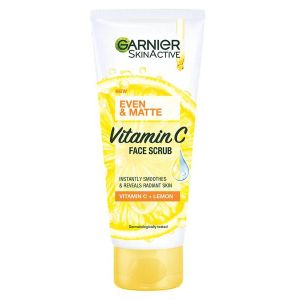 GARNIER
SKINACTIVE
NEW
EVEN
& MATTE
Vitamin C
FACE SCRUB
INSTANTLY SMOOTHES
& REVEALS RADIANT SKIN
VITAMIN C + LEMON
Dermatologically tested